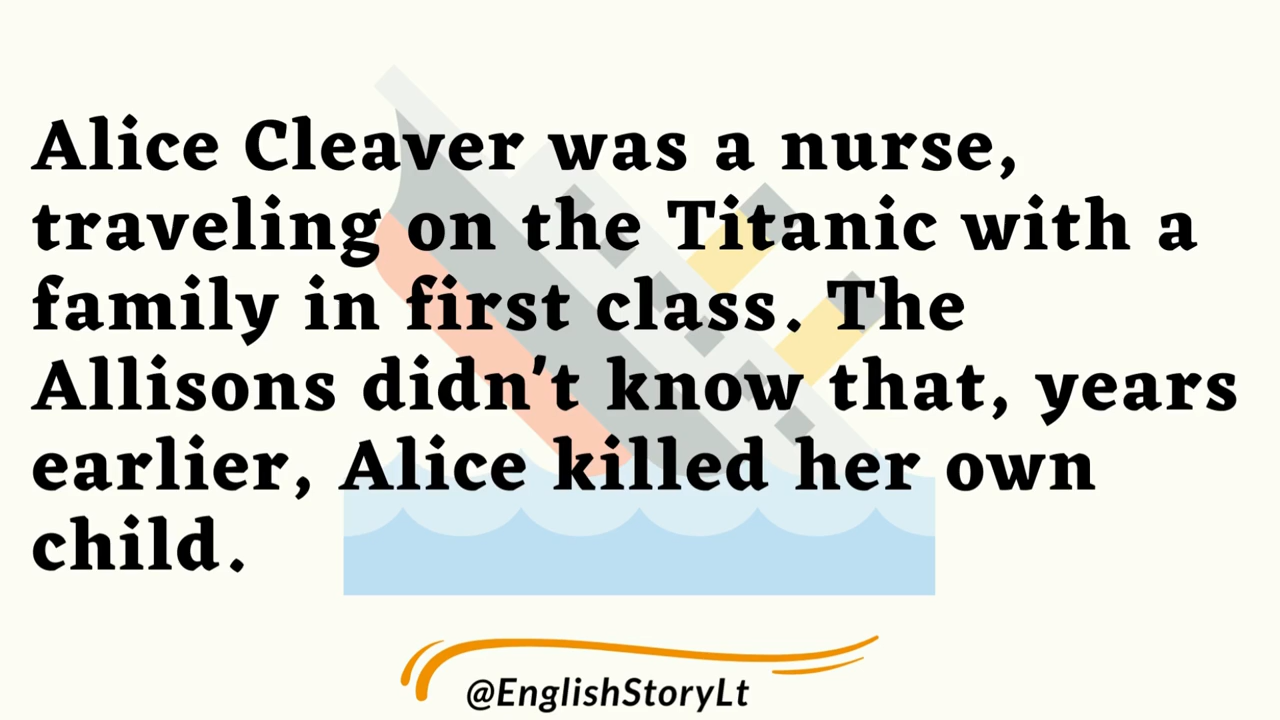 Alice Cleaver was a nurse,
traveling on the Titanic with a
family in first class. The
Allisons didn't know that, years
earlier, Alice killed her own
child.
@EnglishStoryLt